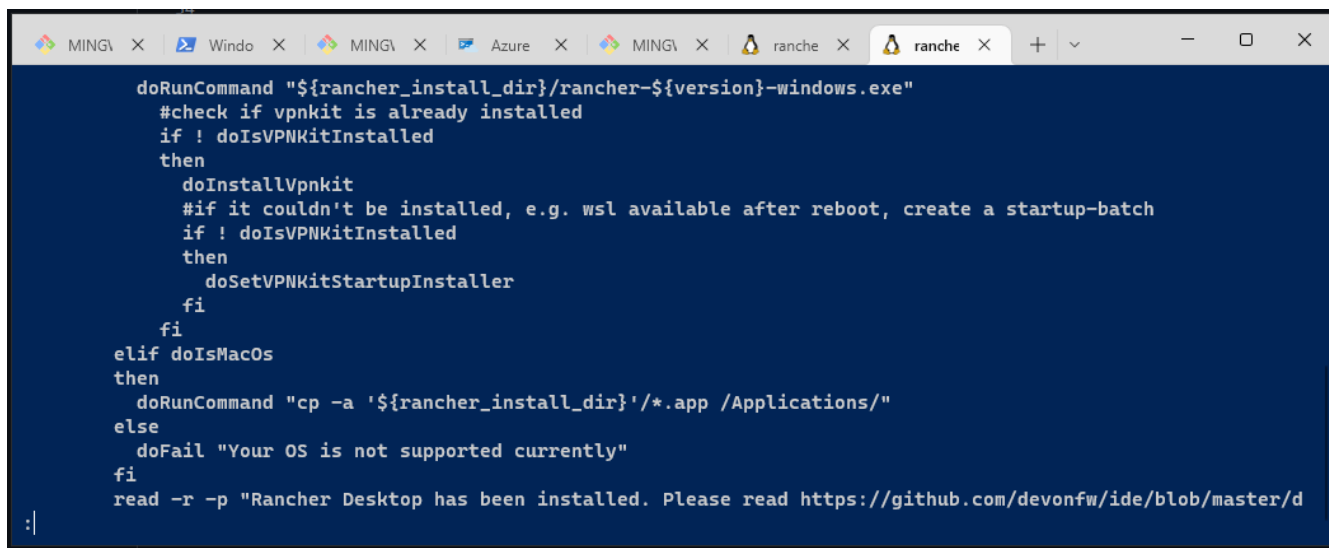 MING\ Windo MING\ Azure MING\ ranche ranche
doRunCommand "${rancher_install_dir}/rancher-${version}-windows.exe"
#check if vpnkit is already installed
if ! doIsVPNKitInstalled
then
doInstallVpnkit
#if it couldn't be installed, e.g. wsl available after reboot, create a startup-batch
if ! doIsVPNKitInstalled
then
doSetVPNKitStartupInstaller
fi
fi
elif doIsMacOs
then
doRunCommand "cp -a '${rancher_install_dir}'/*.app /Applications/"
else
doFail "Your OS is not supported currently"
fi
read -r -p "Rancher Desktop has been installed. Please read https://github.com/devonfw/ide/blob/master/d
: